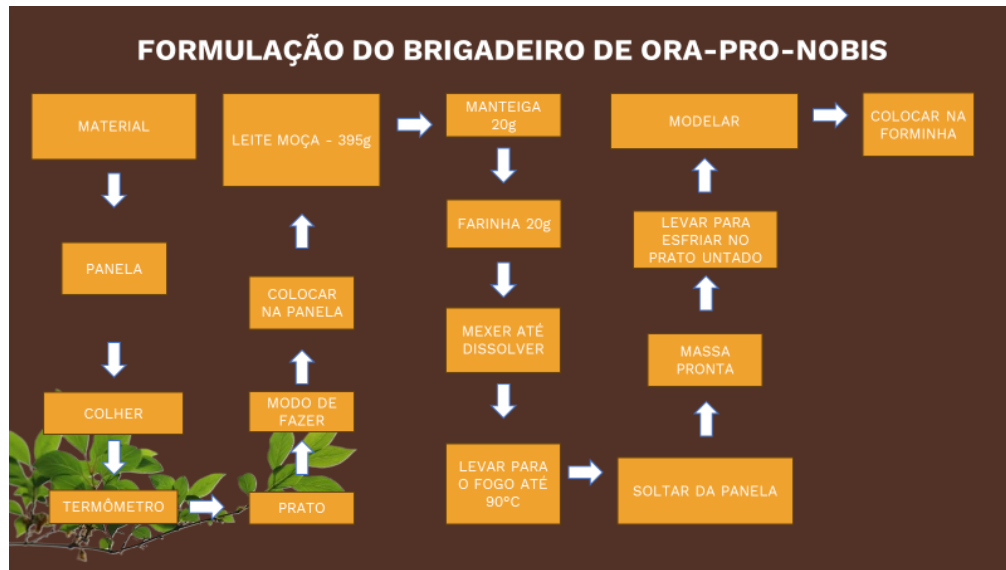 FORMULAÇÃO DO BRIGADEIRO DE ORA-PRO-NOBIS
MATERIAL
PANELA
COLHER
TERMÔMETRO
PRATO
MODO DE
FAZER
COLOCAR
NA PANELA
LEITE MOÇA - 395g
MANTEIGA
20g
FARINHA 20g
MEXER ATÉ
DISSOLVER
LEVAR PARA
O FOGO ATÉ
90°C
SOLTAR DA PANELA
MASSA
PRONTA
LEVAR PARA
ESFRIAR NO
PRATO UNTADO
MODELAR
COLOCAR NA
FORMINHA